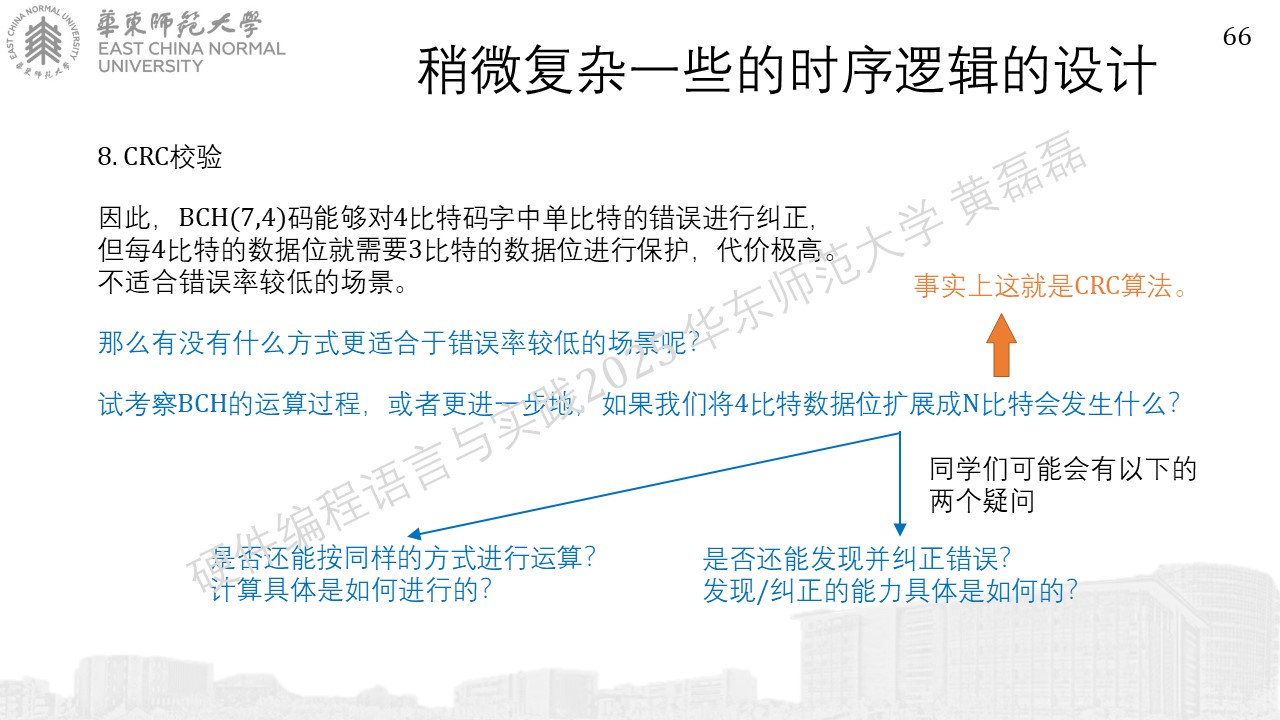 華東師範大學
EAST CHINA NORMAL
UNIVERSITY
EAST CHINA NORMAL UNIVERSITY
華東師範大學
66
稍微复杂一些的时序逻辑的设计
8. CRC校验
因此，BCH(7,4)码能够对4比特码字中单比特的错误进行纠正，
但每4比特的数据位就需要3比特的数据位进行保护，代价极高。
不适合错误率较低的场景。
事实上这就是CRC算法。
那么有没有什么方式更适合于错误率较低的场景呢？
试考察BCH的运算过程，或者更进一步地，如果我们将4比特数据位扩展成N比特会发生什么？
同学们可能会有以下的
两个疑问
是否还能按同样的方式进行运算？
计算具体是如何进行的？
是否还能发现并纠正错误？
发现/纠正的能力具体是如何的？
硬件编程语言与实践2025华东师范大学 黄磊磊